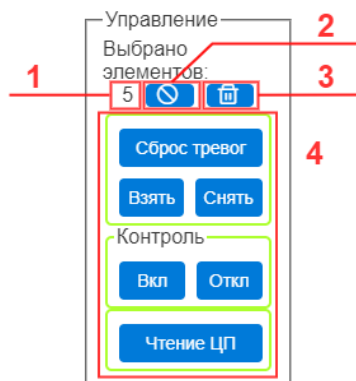 Управление
2
Выбрано
элементов:
1
5
3
Сброс тревог
4
Взять
Снять
Контроль
Вкл
Откл
Чтение ЦП